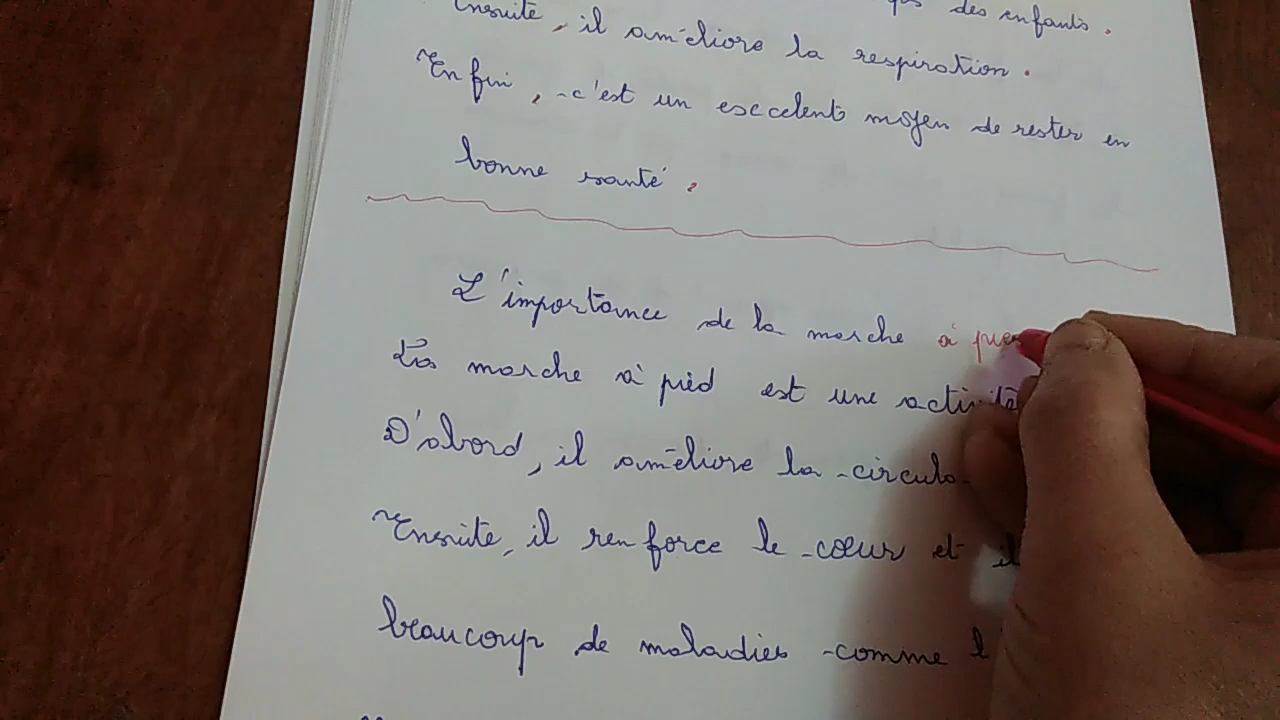 Ensuite, il améliore des enfants.
la respiration.
Enfin, c'est un exccelent moyen de rester en
bonne santé.
L'importance de la marche à
La marche à pied est une activité
D'abord, il améliore la circula
Ensuite, il renforce le cœur et il
beaucoup de maladies comme l'